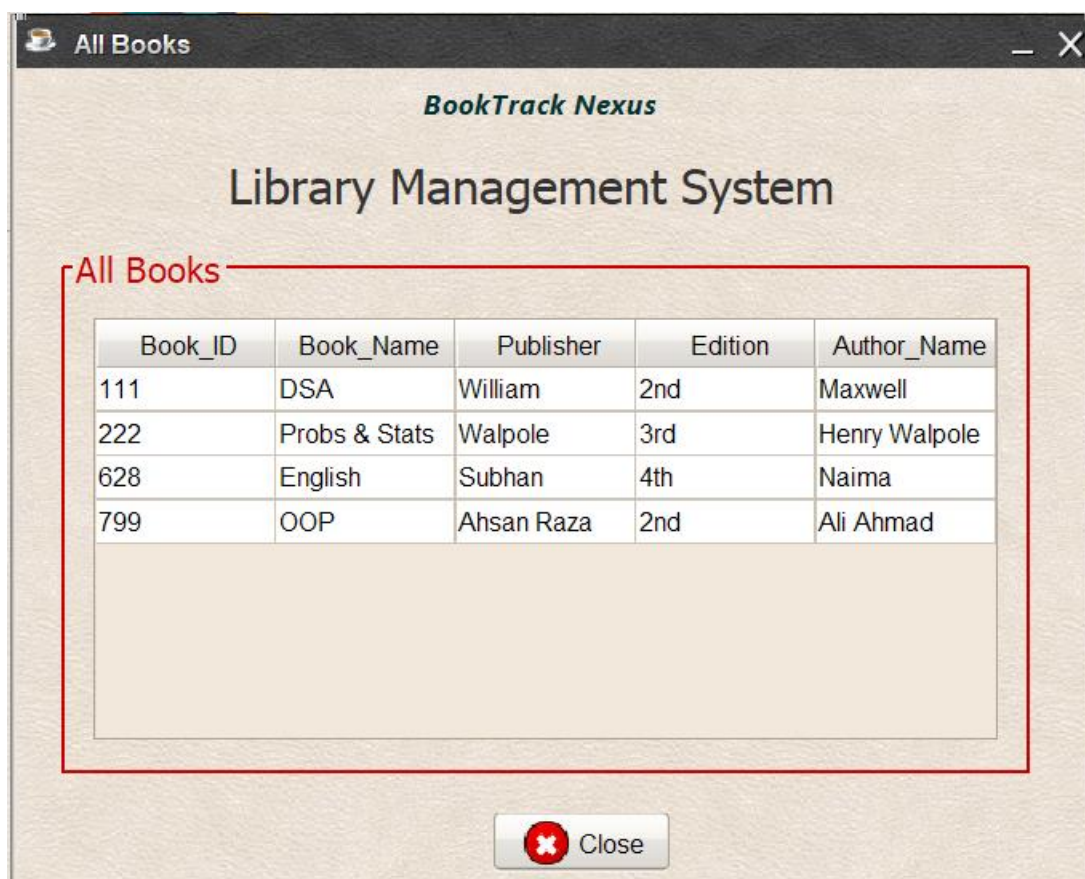 All Books
BookTrack Nexus
Library Management System
All Books
Book_ID Book_Name Publisher Edition Author_Name
111 DSA William 2nd Maxwell
222 Probs & Stats Walpole 3rd Henry Walpole
628 English Subhan 4th Naima
799 OOP Ahsan Raza 2nd Ali Ahmad
Close